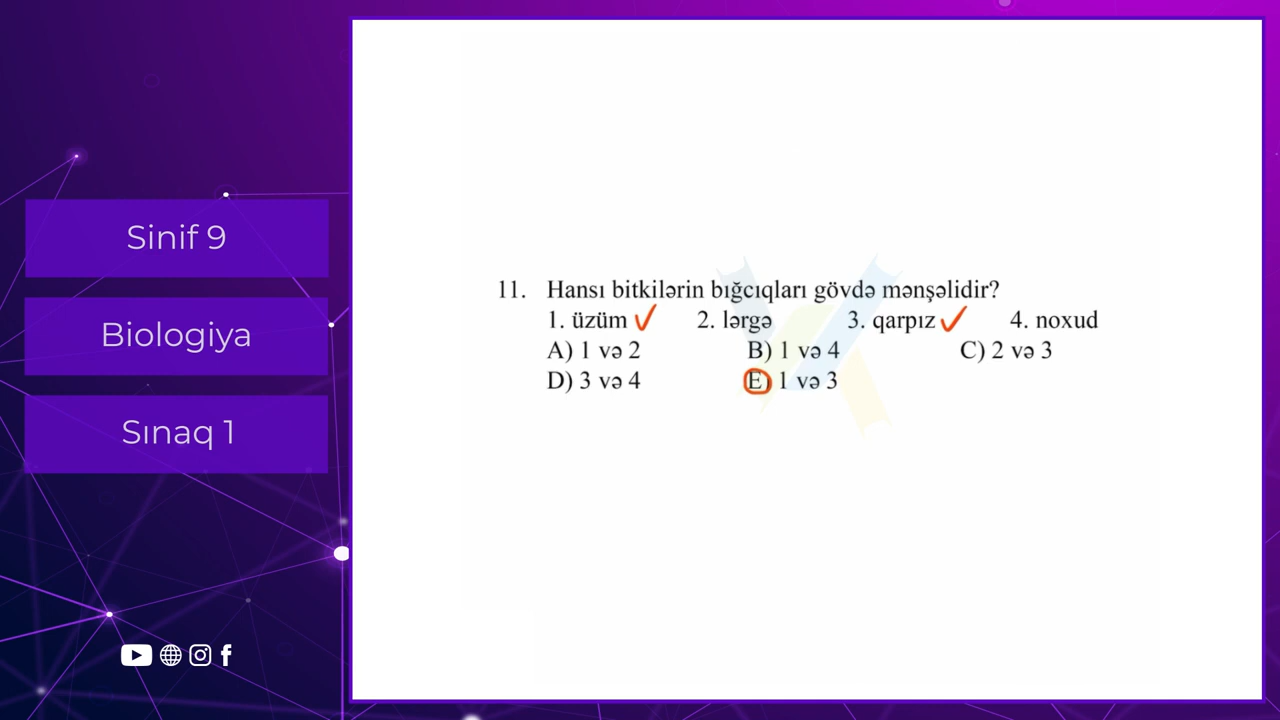 Sinif 9
Biologiya
Sınaq 1
11. Hansı bitkilərin bığcıqları gövdə mənşəlidir?
1. üzüm 2. lərgə 3. qarpız 4. noxud
A) 1 və 2 B) 1 və 4 C) 2 və 3
D) 3 və 4 E) 1 və 3